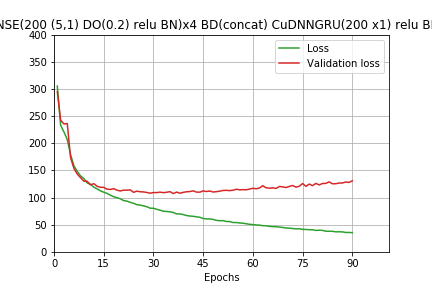 NSE(200 (5,1) DO(0.2) relu BN)x4 BD(concat) CuDNNGRU(200 x1) relu B
Loss
Validation loss
400
350
300
250
200
150
100
50
0
0 15 30 45 60 75 90
Epochs